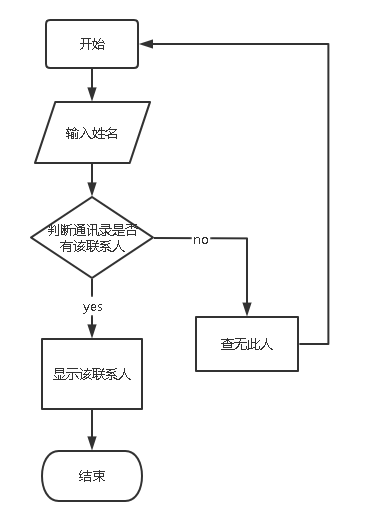 开始
输入姓名
判断通讯录是否
有该联系人
no
yes
查无此人
显示该联系人
结束